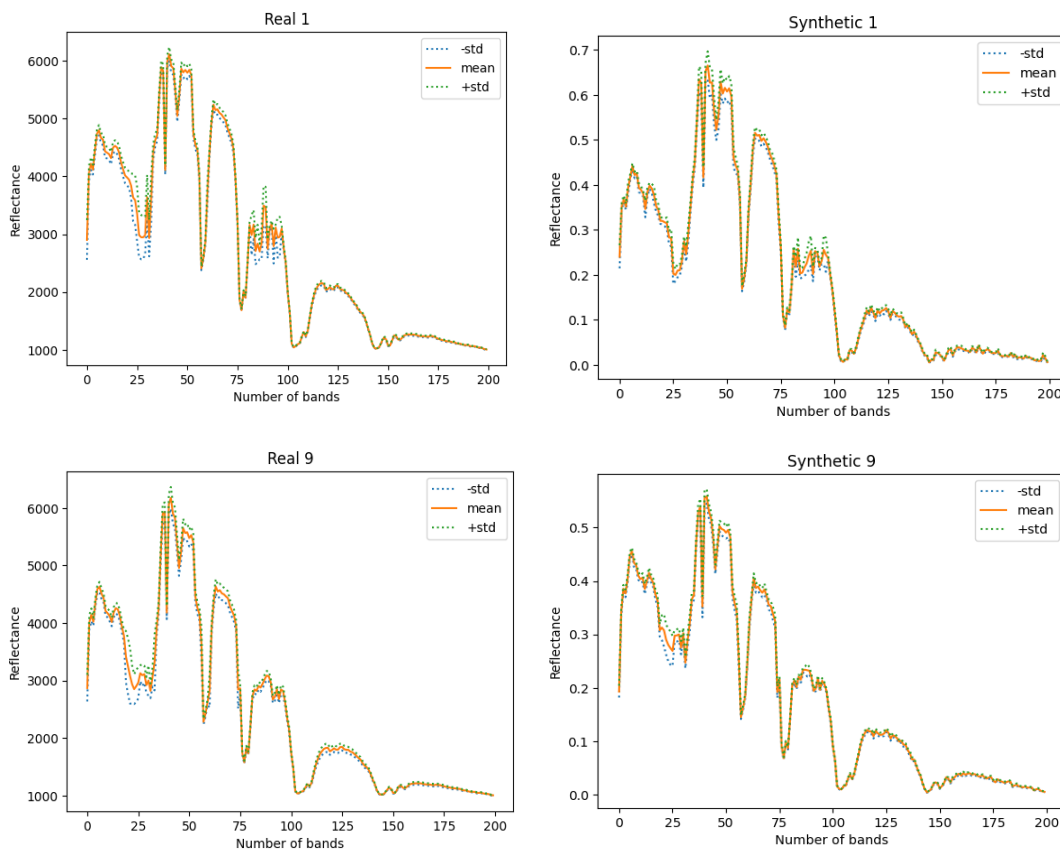 Real 1
-std
mean
+std
Reflectance
6000
5000
4000
3000
2000
1000
0 25 50 75 100 125 150 175 200
Number of bands
Synthetic 1
-std
mean
+std
Reflectance
0.7
0.6
0.5
0.4
0.3
0.2
0.1
0.0
0 25 50 75 100 125 150 175 200
Number of bands
Real 9
-std
mean
+std
Reflectance
6000
5000
4000
3000
2000
1000
0 25 50 75 100 125 150 175 200
Number of bands
Synthetic 9
-std
mean
+std
Reflectance
0.5
0.4
0.3
0.2
0.1
0.0
0 25 50 75 100 125 150 175 200
Number of bands